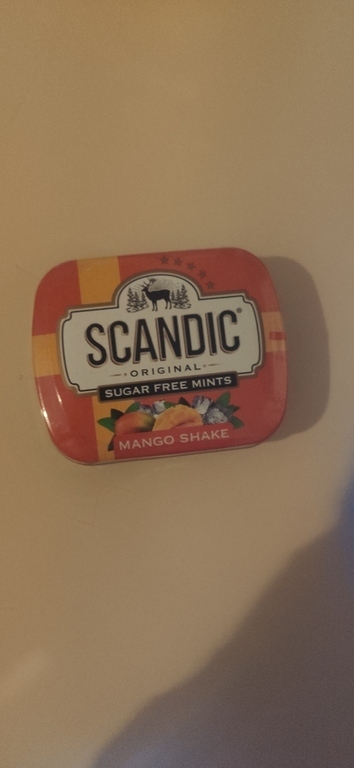 SCANDIC®
ORIGINAL
SUGAR FREE MINTS
MANGO SHAKE